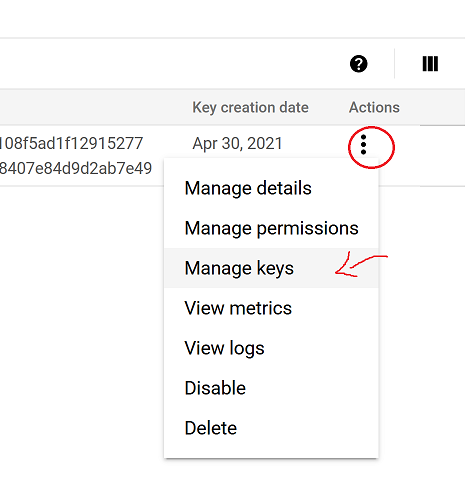 Key creation date Actions
108f5ad1f12915277 Apr 30, 2021
8407e84d9d2ab7e49
Manage details
Manage permissions
Manage keys
View metrics
View logs
Disable
Delete